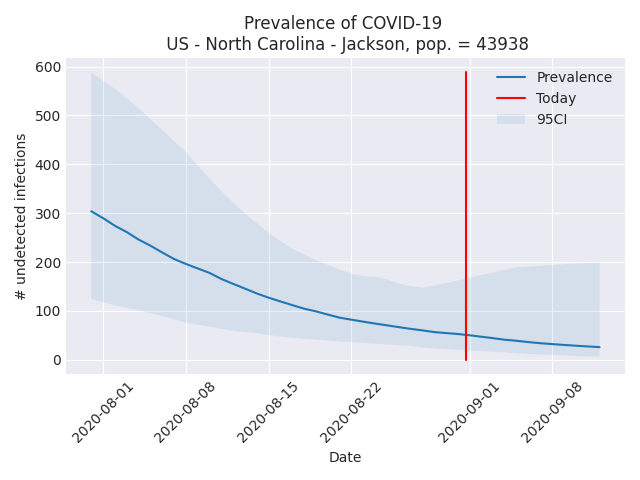 Prevalence of COVID-19
US - North Carolina - Jackson, pop. = 43938
600
500
400
300
200
100
0
# undetected infections
Prevalence
Today
95CI
2020-08-01
2020-08-08
2020-08-15
2020-08-22
2020-09-01
2020-09-08
Date